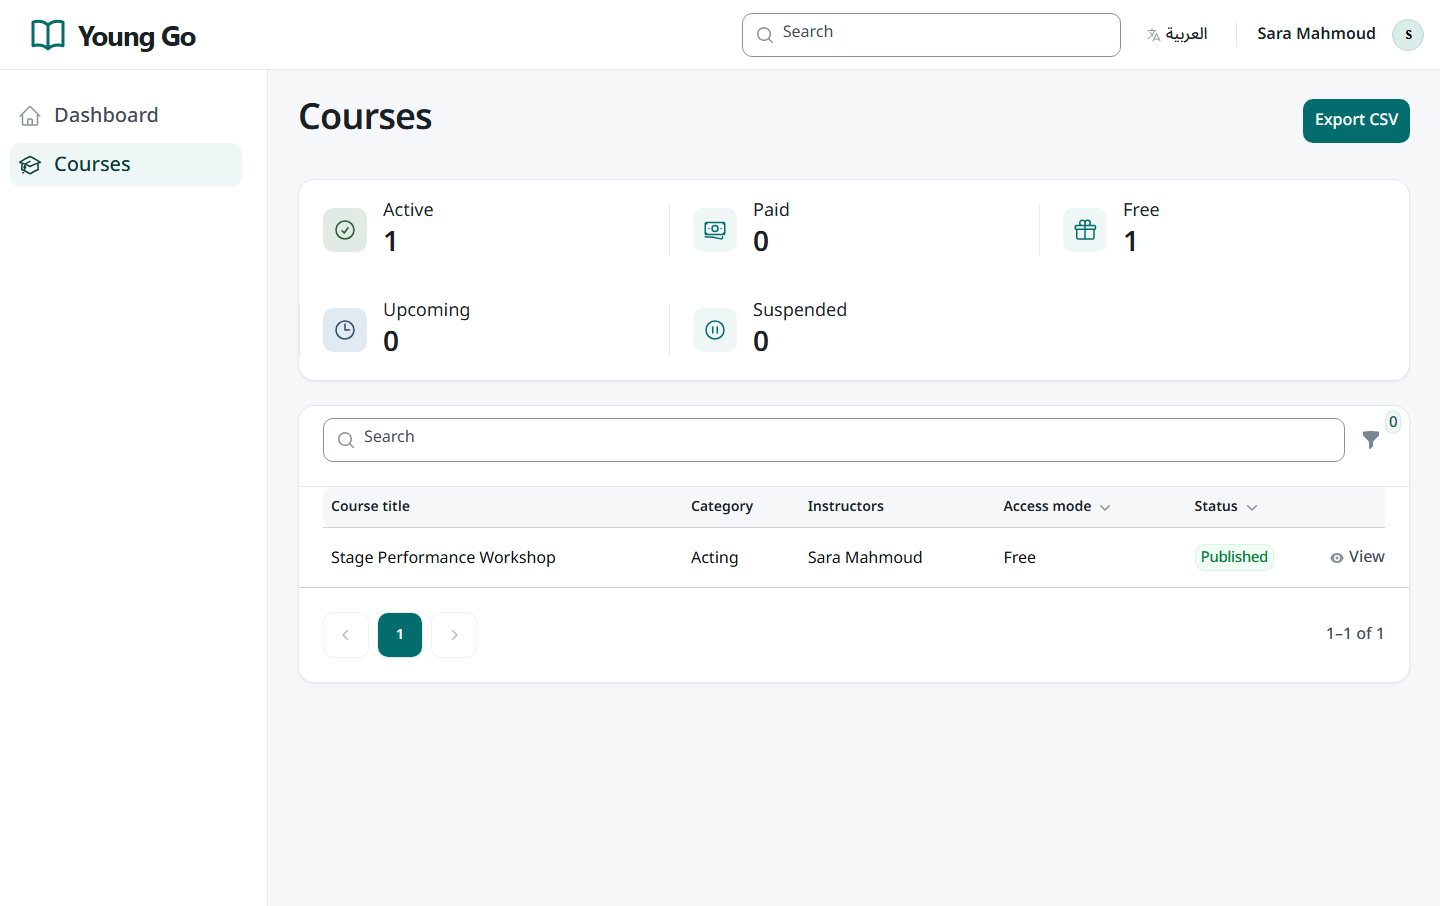 Young Go
Search
العربية
Sara Mahmoud
S
Dashboard
Courses
Courses
Export CSV
Active
1
Paid
0
Free
1
Upcoming
0
Suspended
0
Search
0
Course title
Category
Instructors
Access mode
Status
Stage Performance Workshop
Acting
Sara Mahmoud
Free
Published
View
1
1–1 of 1